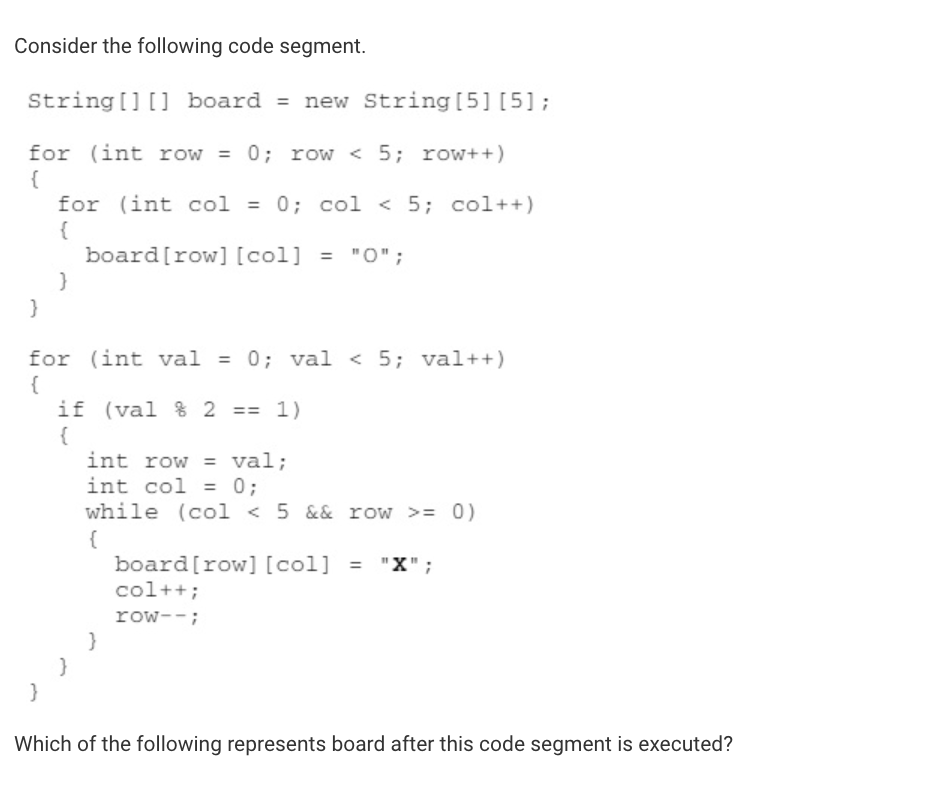 Consider the following code segment.
String[][] board = new String[5][5];
for (int row = 0; row < 5; row++)
{
for (int col = 0; col < 5; col++)
{
board[row][col] = "O";
}
}
for (int val = 0; val < 5; val++)
{
if (val % 2 == 1)
{
int row = val;
int col = 0;
while (col < 5 && row >= 0)
{
board[row][col] = "X";
col++;
row--;
}
}
}
Which of the following represents board after this code segment is executed?